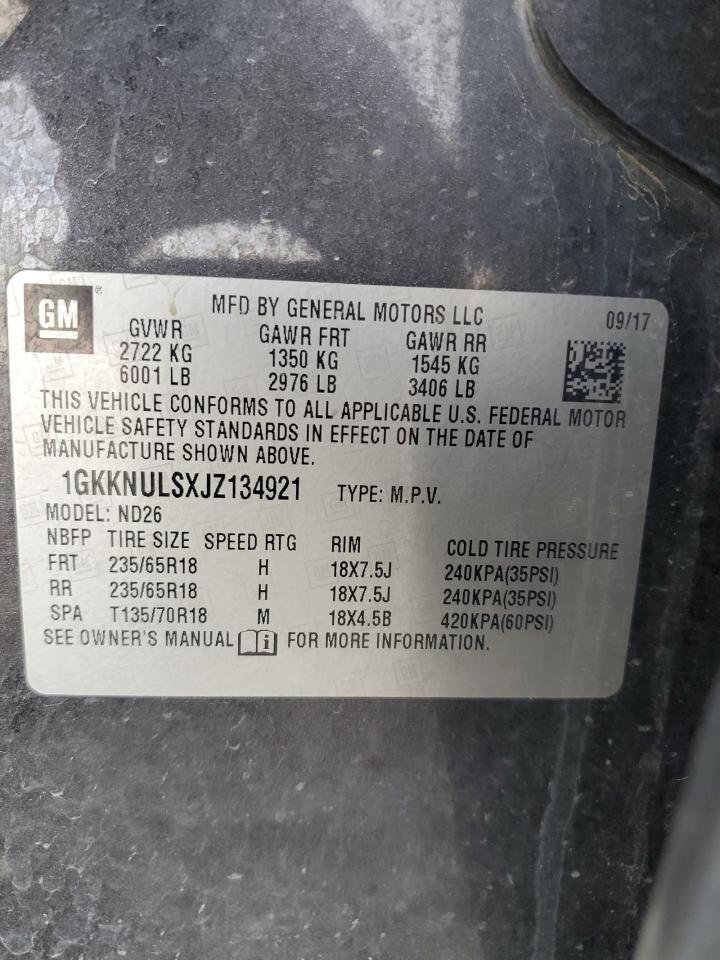 GM
MFD BY GENERAL MOTORS LLC 09/17
GVWR GAWR FRT GAWR RR
2722 KG 1350 KG 1545 KG
6001 LB 2976 LB 3406 LB
THIS VEHICLE CONFORMS TO ALL APPLICABLE U.S. FEDERAL MOTOR
VEHICLE SAFETY STANDARDS IN EFFECT ON THE DATE OF
MANUFACTURE SHOWN ABOVE.
1GKKNULSXJZ134921 TYPE: M.P.V.
MODEL: ND26
NBFP TIRE SIZE SPEED RTG RIM COLD TIRE PRESSURE
FRT 235/65R18 H 18X7.5J 240KPA(35PSI)
RR 235/65R18 H 18X7.5J 240KPA(35PSI)
SPA T135/70R18 M 18X4.5B 420KPA(60PSI)
SEE OWNER'S MANUAL FOR MORE INFORMATION.